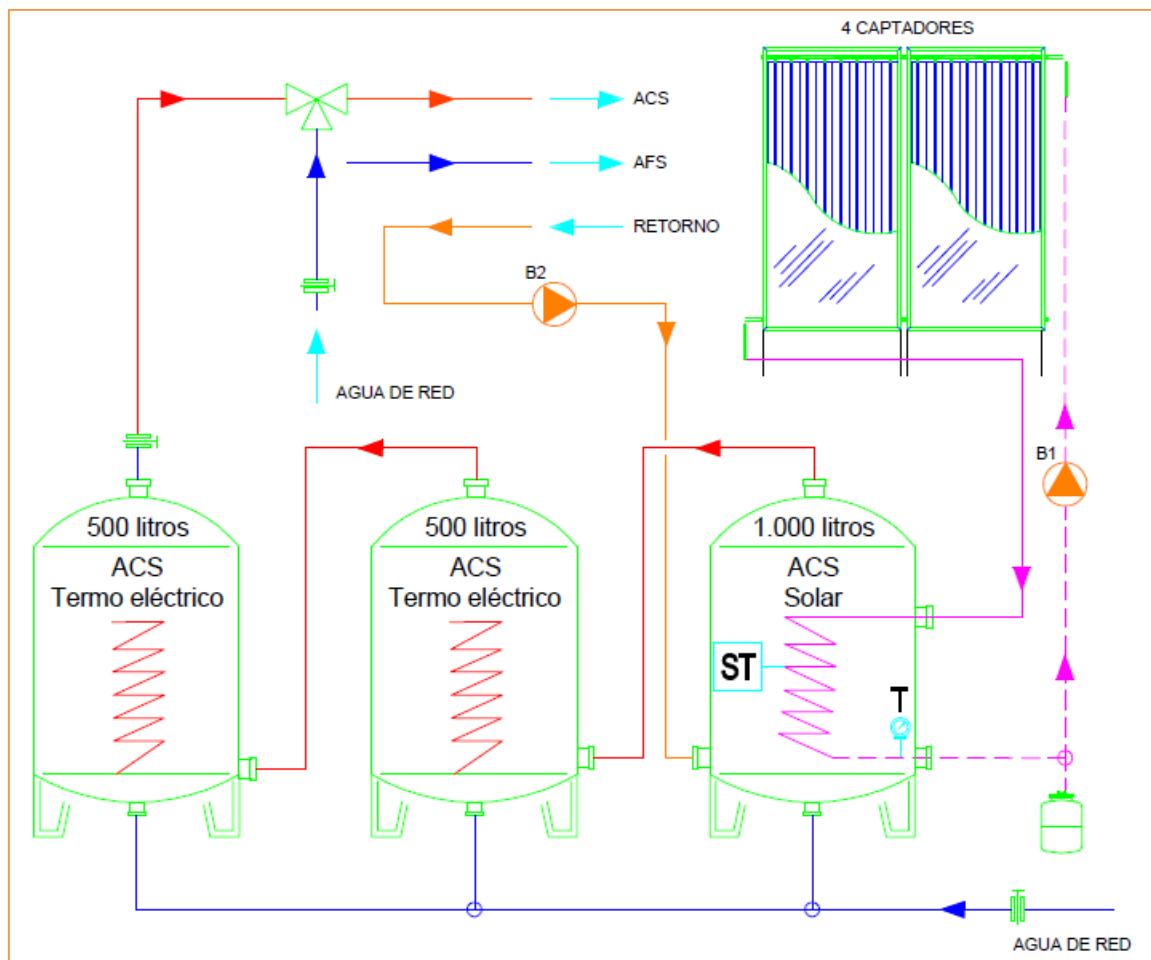 4 CAPTADORES
ACS
AFS
RETORNO
B2
AGUA DE RED
B1
500 litros
ACS
Termo eléctrico
500 litros
ACS
Termo eléctrico
1.000 litros
ACS
Solar
ST
T
AGUA DE RED